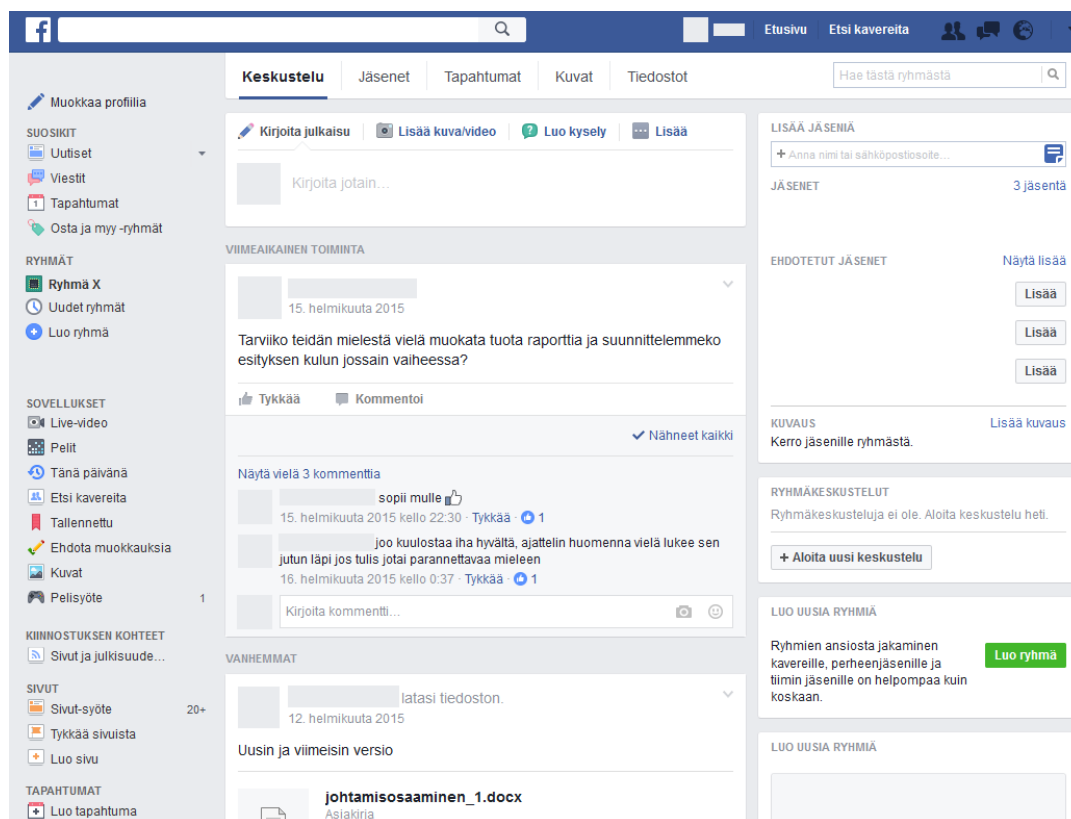 f
Etusivu
Etsi kavereita
Keskustelu
Jäsenet
Tapahtumat
Kuvat
Tiedostot
Hae tästä ryhmästä
Muokkaa profiilia
SUOSIKIT
Uutiset
Viestit
1
Tapahtumat
Osta ja myy -ryhmät
RYHMÄT
Ryhmä X
Uudet ryhmät
Luo ryhmä
SOVELLUKSET
Live-video
Pelit
Tänä päivänä
Etsi kavereita
Tallennettu
Ehdota muokkauksia
Kuvat
Pelisyöte 1
KIINNOSTUKSEN KOHTEET
Sivut ja julkisuude...
SIVUT
Sivut-syöte 20+
Tykkää sivuista
Luo sivu
TAPAHTUMAT
Luo tapahtuma
Kirjoita julkaisu
Lisää kuva/video
Luo kysely
Lisää
Kirjoita jotain...
VIIMEAIKAINEN TOIMINTA
15. helmikuuta 2015
Tarviiko teidän mielestä vielä muokata tuota raporttia ja suunnittelemmeko
esityksen kulun jossain vaiheessa?
Tykkää
Kommentoi
Nähneet kaikki
Näytä vielä 3 kommenttia
sopii mulle
15. helmikuuta 2015 kello 22:30 · Tykkää · 1
joo kuulostaa iha hyvältä, ajattelin huomenna vielä lukee sen
jutun läpi jos tulis jotai parannettavaa mieleen
16. helmikuuta 2015 kello 0:37 · Tykkää · 1
Kirjoita kommentti...
VANHEMMAT
latasi tiedoston.
12. helmikuuta 2015
Uusin ja viimeisin versio
johtamisosaaminen_1.docx
Asiakirja
LISÄÄ JÄSENIÄ
+ Anna nimi tai sähköpostiosoite...
JÄSENET
3 jäsentä
EHDOTETUT JÄSENET
Näytä lisää
Lisää
Lisää
Lisää
KUVAUS
Lisää kuvaus
Kerro jäsenille ryhmästä.
RYHMÄKESKUSTELUT
Ryhmäkeskusteluja ei ole. Aloita keskustelu heti.
+ Aloita uusi keskustelu
LUO UUSIA RYHMIÄ
Ryhmien ansiosta jakaminen
kavereille, perheenjäsenille ja
tiimin jäsenille on helpompaa kuin
koskaan.
Luo ryhmä
LUO UUSIA RYHMIÄ